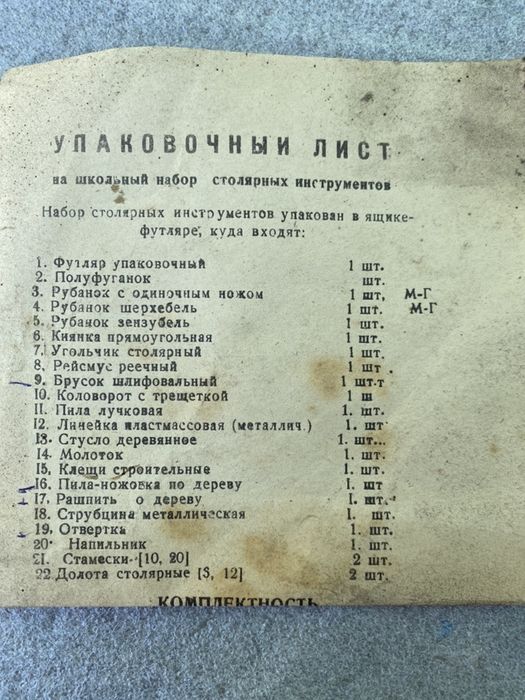 УПАКОВОЧНЫИ ЛИСТ
на школьный набор столярных инструментов
Набор столярных инструментов упакован в ящике-
футляре, куда входят:
1. Футляр упаковочный 1 шт.
2. Полуфуганок шт.
3. Рубанок с одиночным ножом 1 шт, М-Г
4. Рубанок шерхебель 1 шт. М-Г
5. Рубанок зензубель 1 шт.
6. Киянка прямоугольная 1 шт.
7. Угольчик столярный 1 шт.
8. Рейсмус реечный 1 шт
9. Брусок шлифовальный 1 шт.т
10. Коловорот с трещеткой 1 ш
11. Пила лучковая 1. шт.
12. Линейка пластмассовая (металлич.) 1. шт
13. Стусло деревянное 1. шт...
14. Молоток 1. шт.
15. Клещи строительные 1. шт.
16. Пила-ножовка по дереву 1. шт
17. Рашпить о дереву 1. шт.
18. Струбцина металлическая 1. шт.
19. Отвертка 1. шт.
20. Напильник 1. шт.
21. Стамески [10, 20] 2 шт.
22 Долота столярные [3, 12] 2 шт.
КОМПЛЕКТНОСТЬ